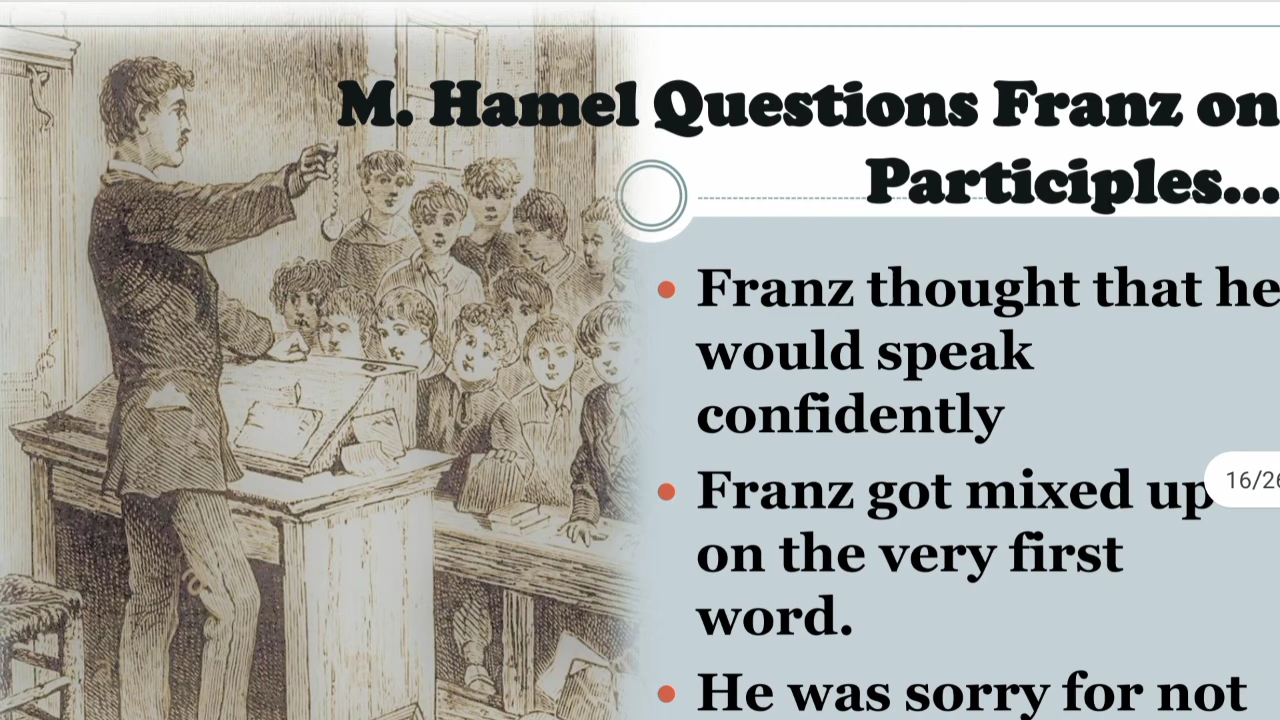 M. Hamel Questions Franz on
Participles...
• Franz thought that he
would speak
confidently
• Franz got mixed up
on the very first
word.
• He was sorry for not
16/26